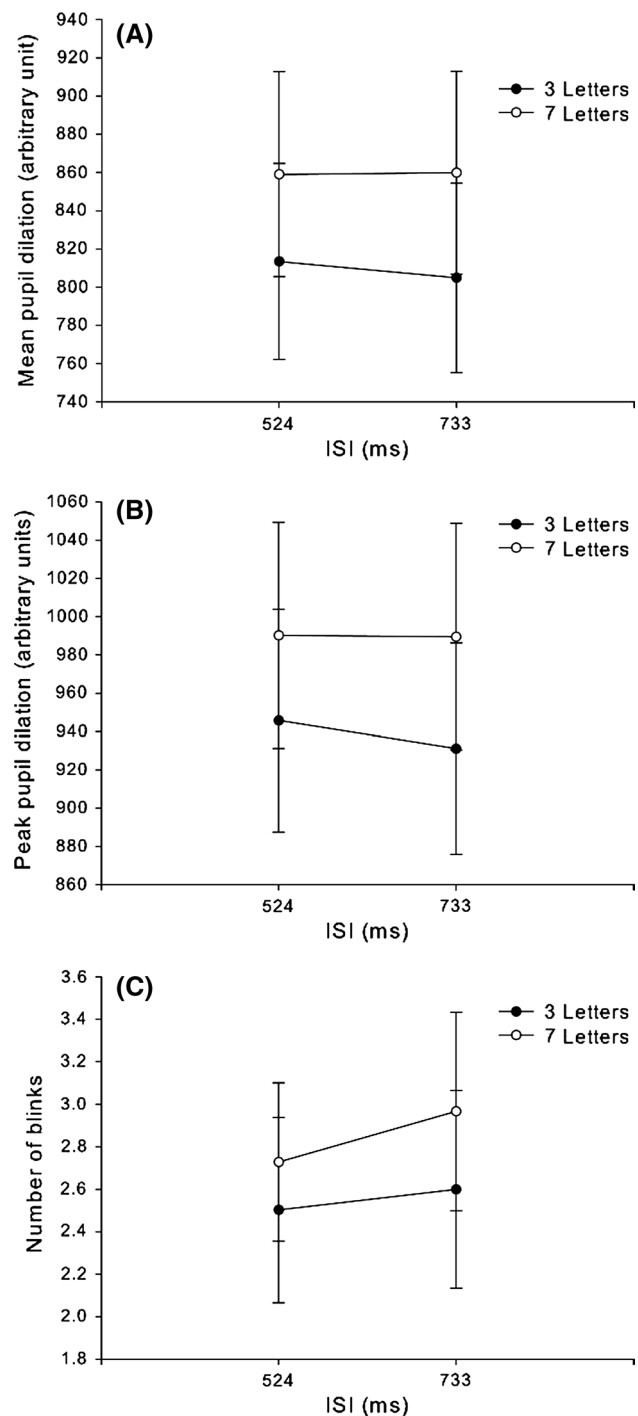 (A)
3 Letters
7 Letters
Mean pupil dilation (arbitrary unit)
940
920
900
880
860
840
820
800
780
760
740
524 733
ISI (ms)
(B)
3 Letters
7 Letters
Peak pupil dilation (arbitrary units)
1060
1040
1020
1000
980
960
940
920
900
880
860
524 733
ISI (ms)
(C)
3 Letters
7 Letters
Number of blinks
3.6
3.4
3.2
3.0
2.8
2.6
2.4
2.2
2.0
1.8
524 733
ISI (ms)